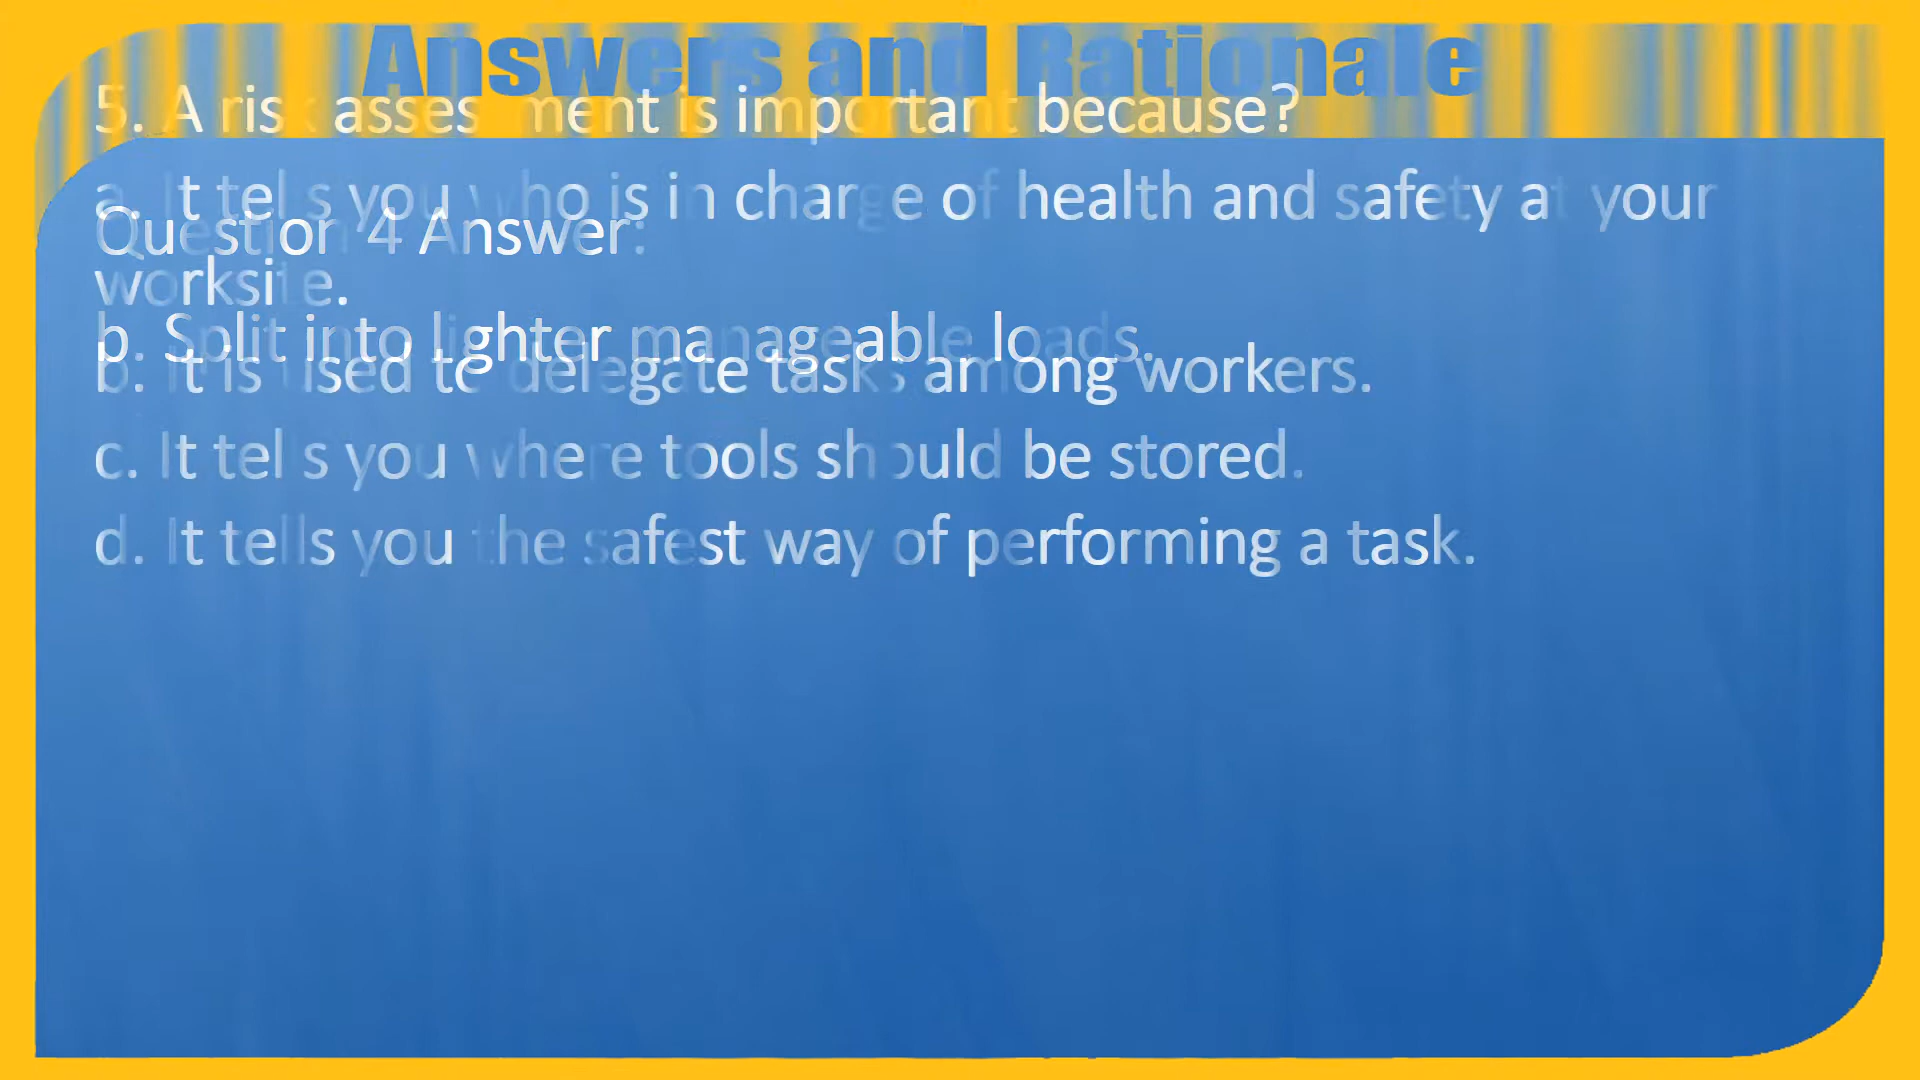 Answers and Rationale
5. A risk assessment is important because?
a. It tells you who is in charge of health and safety at your
Question 4 Answer:
worksite.
b. Split into lighter manageable loads.
b. It is used to delegate tasks among workers.
c. It tells you where tools should be stored.
d. It tells you the safest way of performing a task.